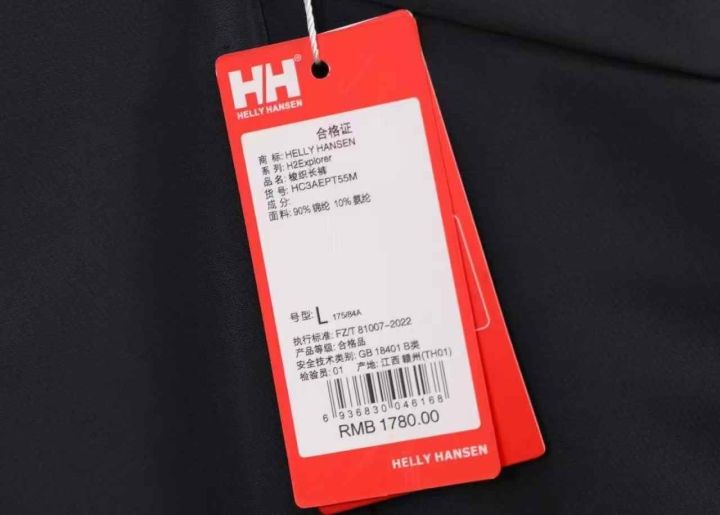 HH®
HELLY HANSEN
合格证
商 标: HELLY HANSEN
系 列: H2Explorer
品 名: 梭织长裤
货 号: HC3AEPT55M
成 分:
面料: 90% 锦纶 10% 氨纶
号型: L 175/84A
执行标准: FZ/T 81007-2022
产品等级: 合格品
安全技术类别: GB 18401 B类
检验员: 01 产地: 江西 赣州(TH01)
6 936830 046168
RMB 1780.00
HELLY HANSEN